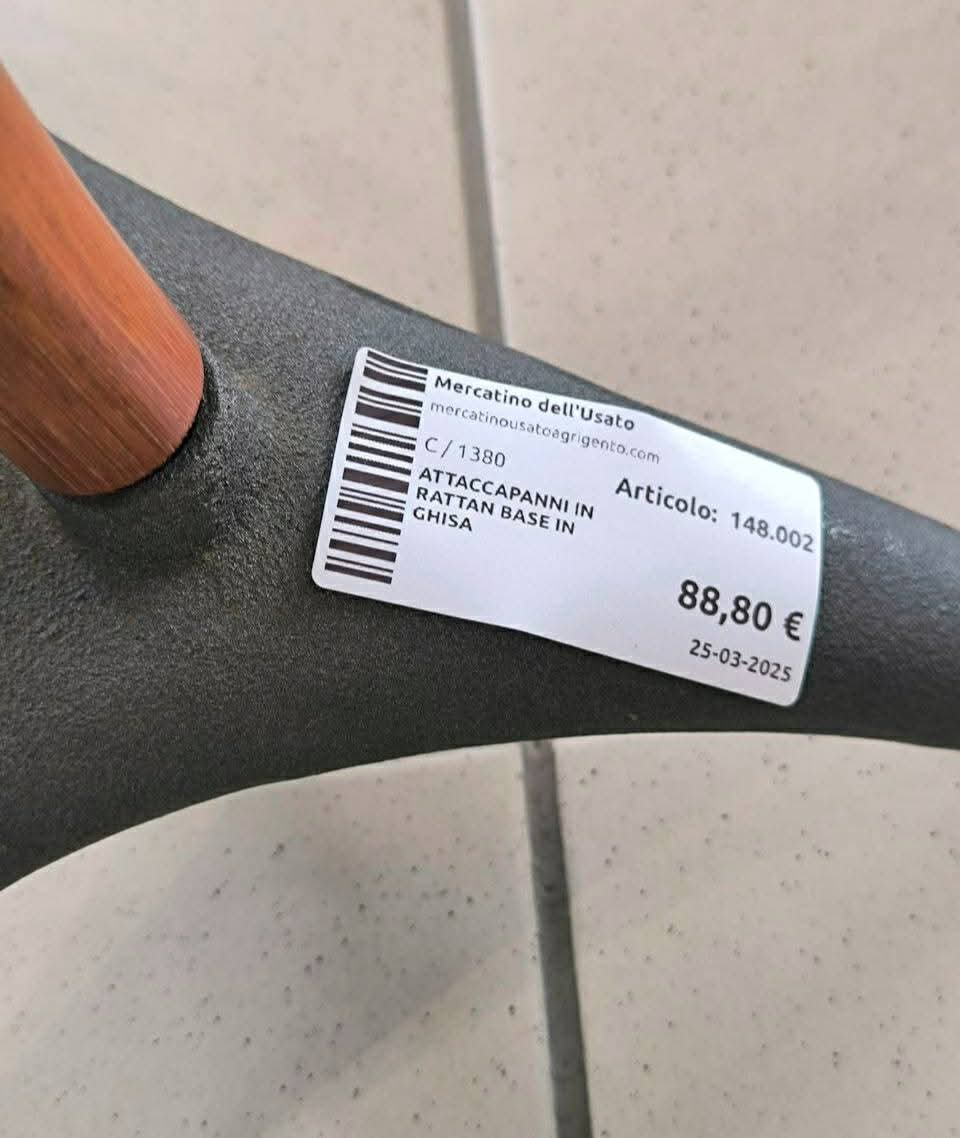 Mercatino dell'Usato
mercatinousatoagrigento.com
C / 1380
ATTACCAPANNI IN
RATTAN BASE IN
GHISA
Articolo: 148.002
88,80 €
25-03-2025